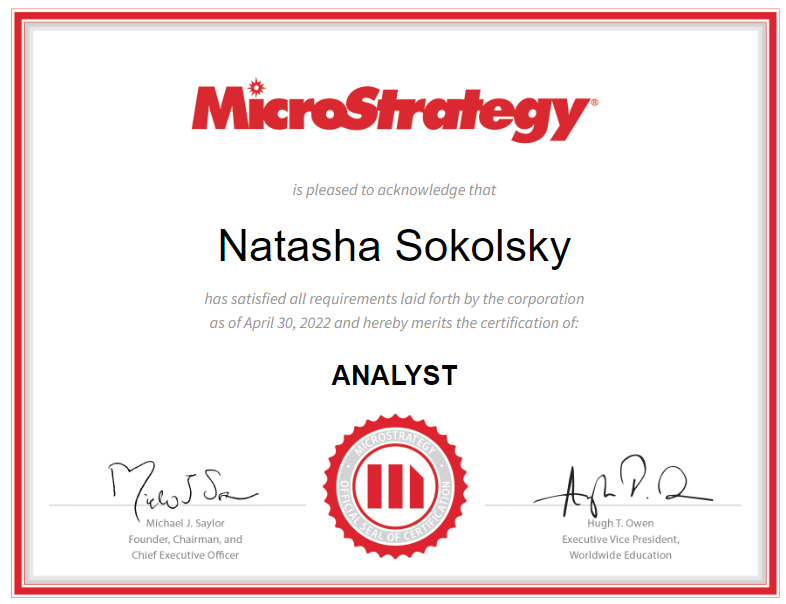 MicroStrategy®
is pleased to acknowledge that
Natasha Sokolsky
has satisfied all requirements laid forth by the corporation
as of April 30, 2022 and hereby merits the certification of:
ANALYST
MICROSTRATEGY
OFFICIAL SEAL OF CERTIFICATION
Michael J. Saylor
Founder, Chairman, and
Chief Executive Officer
Hugh T. Owen
Executive Vice President,
Worldwide Education